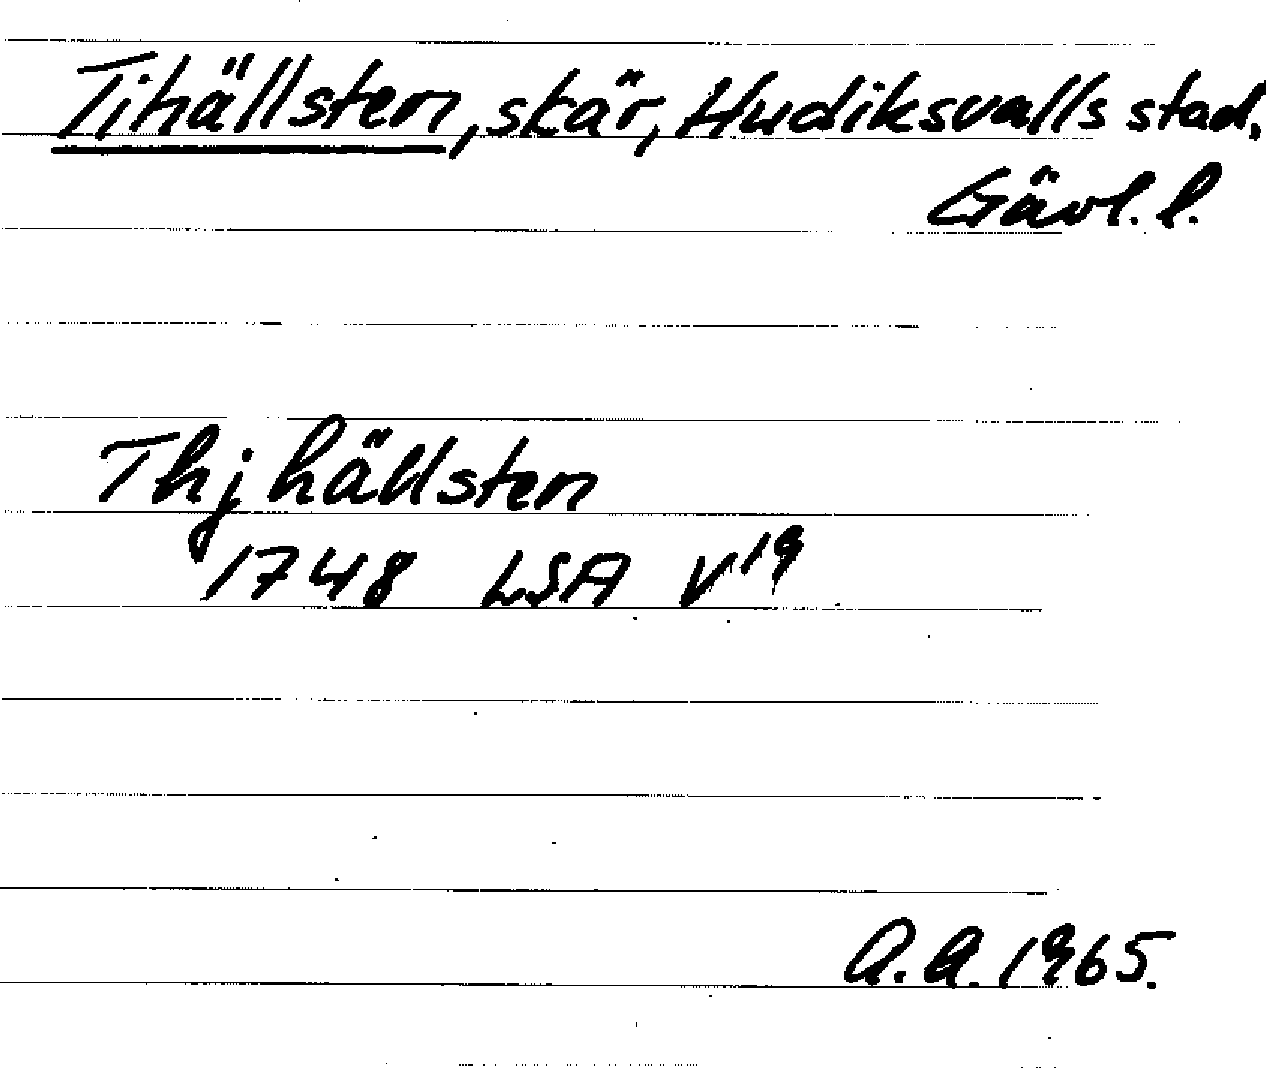 Tihällsten, skär, Hudiksvalls stad,
Gävl. l.
Thjhällsten
1748 LSA V19
A.A. 1965.